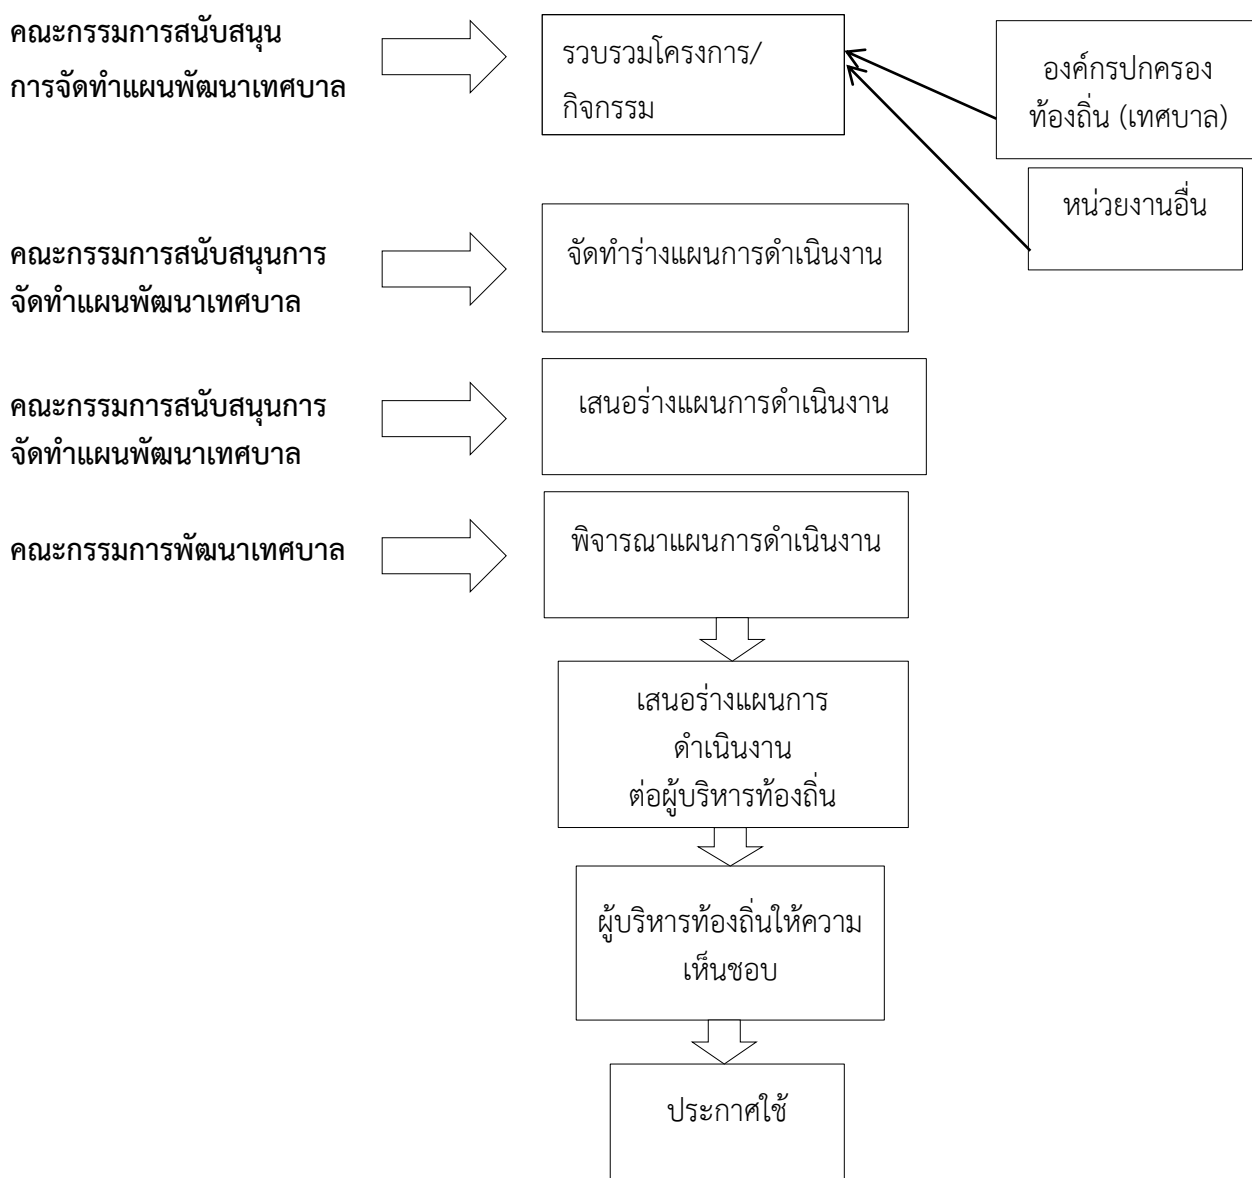 คณะกรรมการสนับสนุน
การจัดทำแผนพัฒนาเทศบาล
รวบรวมโครงการ/
กิจกรรม
องค์กรปกครอง
ท้องถิ่น (เทศบาล)
หน่วยงานอื่น
คณะกรรมการสนับสนุนการ
จัดทำแผนพัฒนาเทศบาล
จัดทำร่างแผนการดำเนินงาน
คณะกรรมการสนับสนุนการ
จัดทำแผนพัฒนาเทศบาล
เสนอร่างแผนการดำเนินงาน
คณะกรรมการพัฒนาเทศบาล
พิจารณาแผนการดำเนินงาน
เสนอร่างแผนการ
ดำเนินงาน
ต่อผู้บริหารท้องถิ่น
ผู้บริหารท้องถิ่นให้ความ
เห็นชอบ
ประกาศใช้